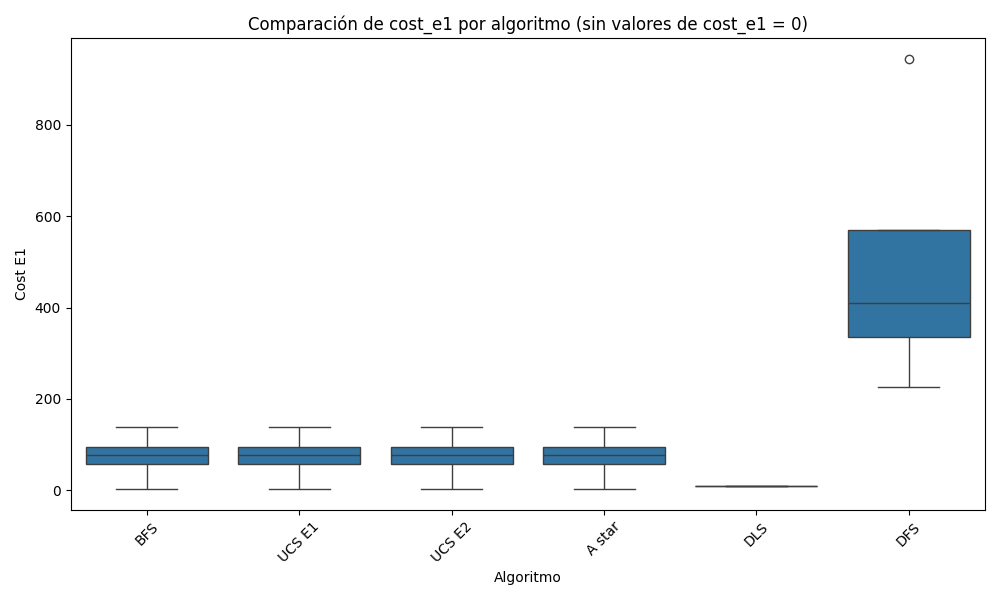 Comparación de cost_e1 por algoritmo (sin valores de cost_e1 = 0)
Cost E1
800
600
400
200
0
BFS
UCS E1
UCS E2
A star
DLS
DFS
Algoritmo